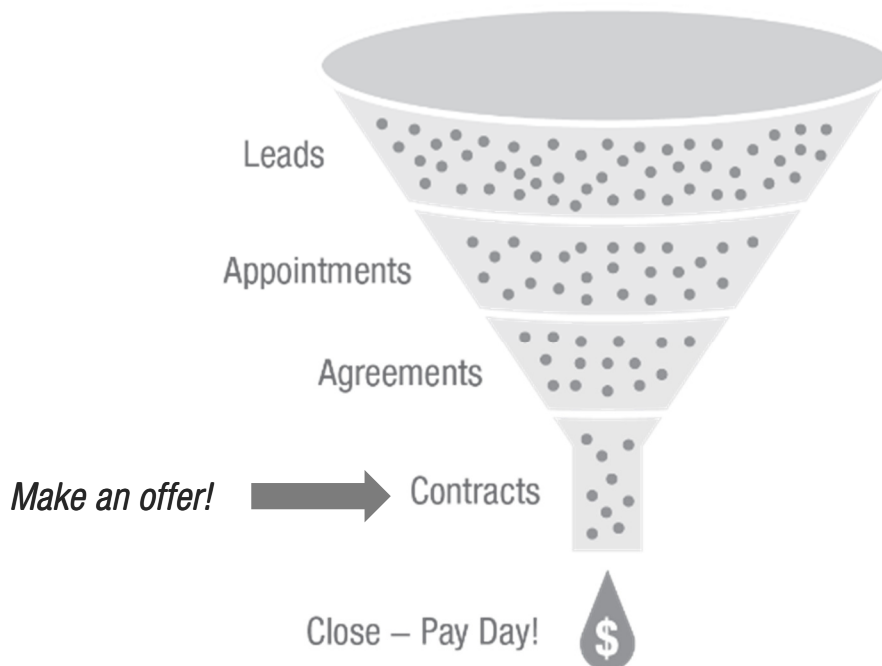 Leads
Appointments
Agreements
Make an offer!
Contracts
Close – Pay Day!
$